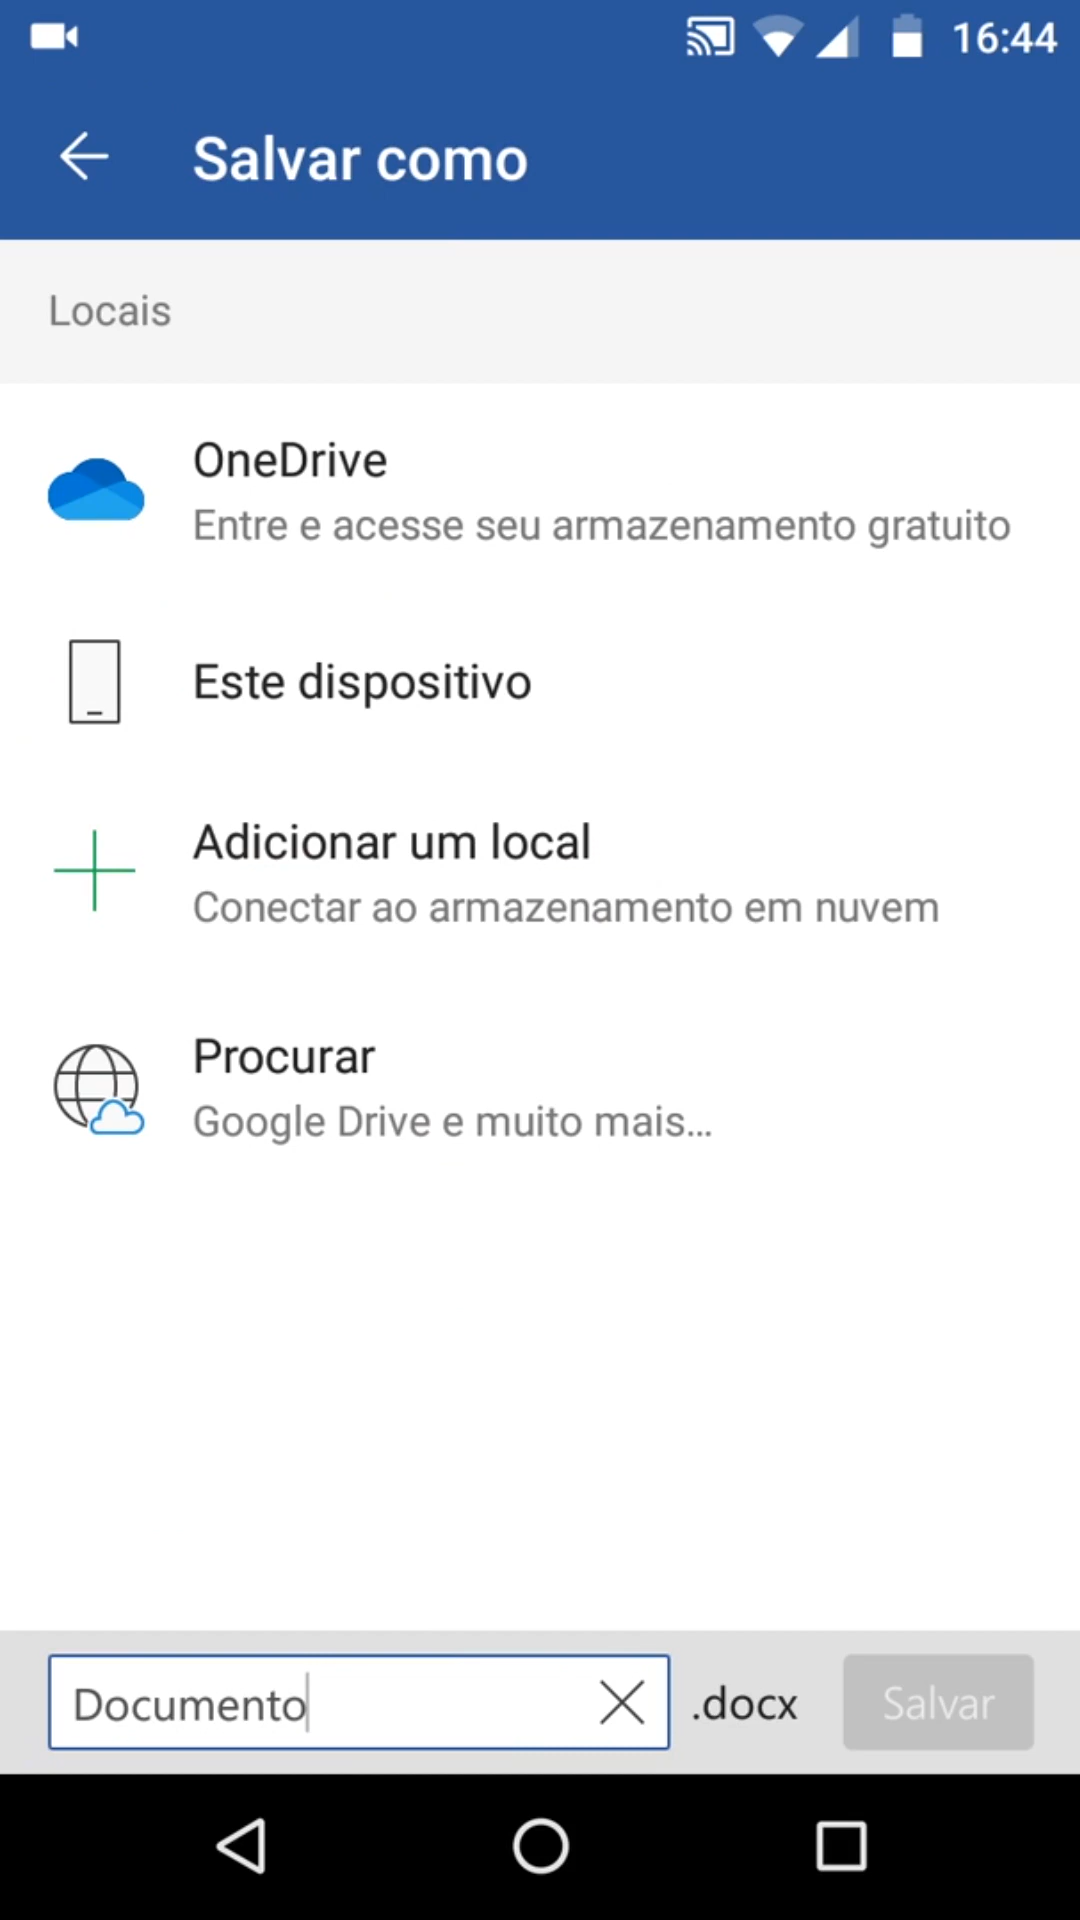 16:44
Salvar como
Locais
OneDrive
Entre e acesse seu armazenamento gratuito
Este dispositivo
Adicionar um local
Conectar ao armazenamento em nuvem
Procurar
Google Drive e muito mais...
Documento .docx Salvar